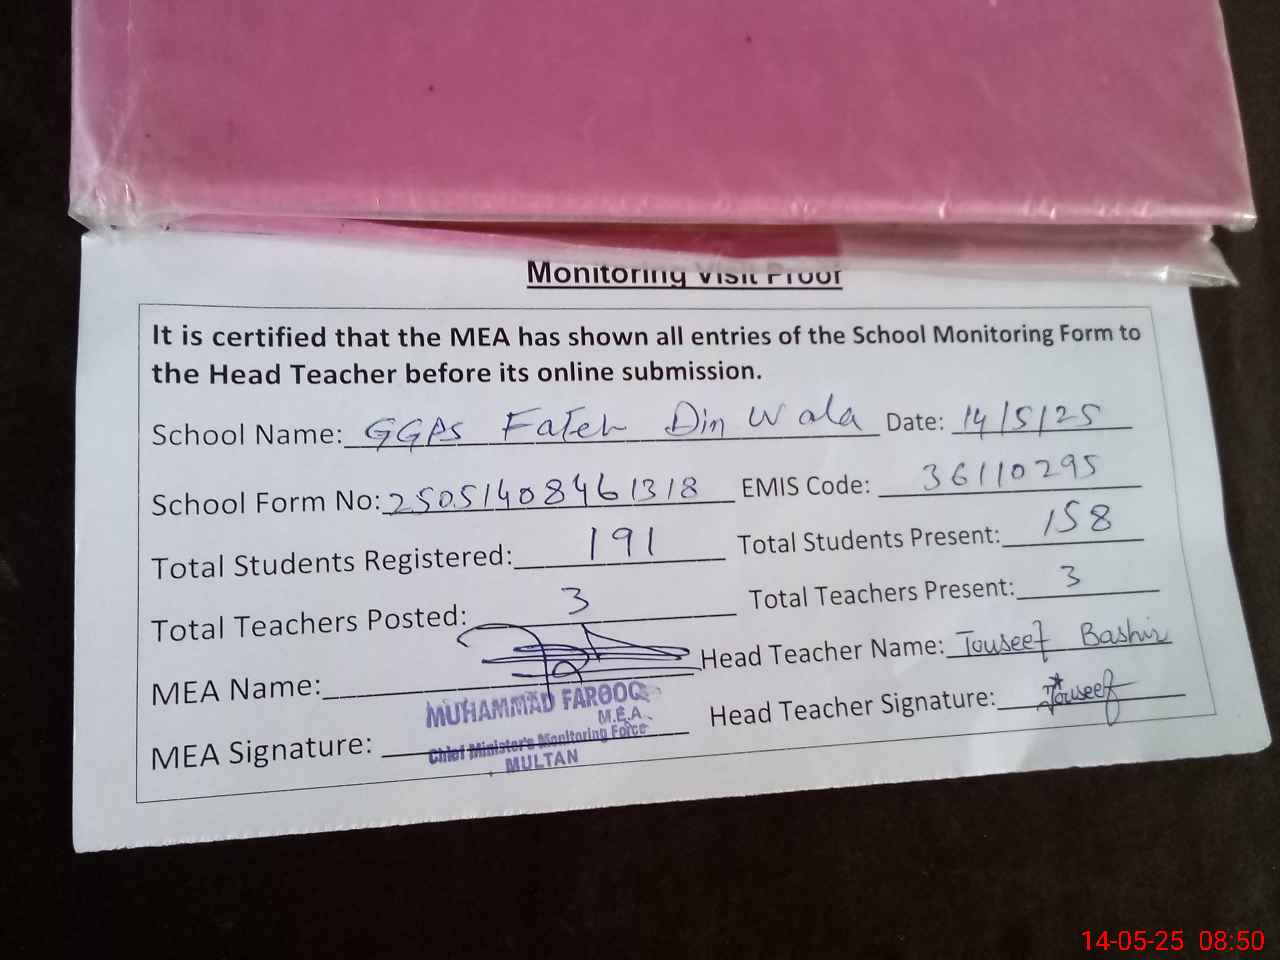 Monitoring Visit Proof
It is certified that the MEA has shown all entries of the School Monitoring Form to
the Head Teacher before its online submission.
School Name: GGPS Fateh Din Wala Date: 14/5/25
School Form No: 250514084461318 EMIS Code: 36110295
Total Students Registered: 191 Total Students Present: 158
Total Teachers Posted: 3 Total Teachers Present: 3
MEA Name: Head Teacher Name: Touseef Bashir
MUHAMMAD FAROOQ
M.E.A.
MEA Signature: Head Teacher Signature: Touseef
Chief Minister's Monitoring Force
MULTAN
14-05-25 08:50